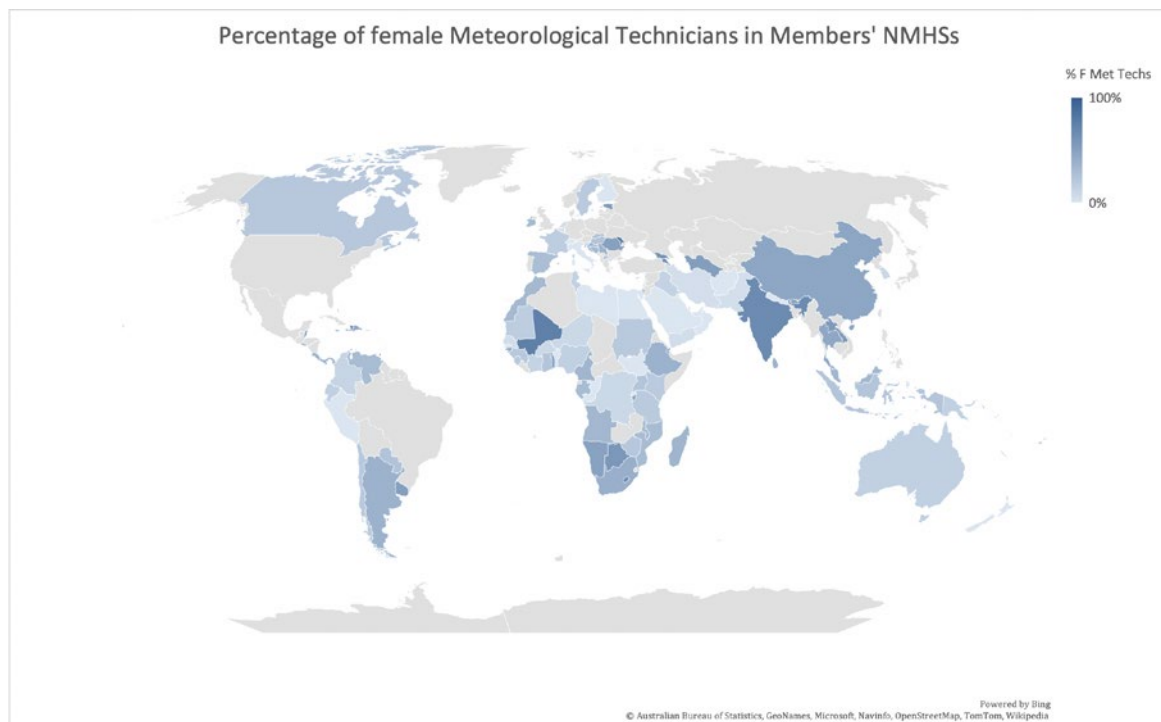 Percentage of female Meteorological Technicians in Members' NMHSs
% F Met Techs
100%
0%
Powered by Bing
© Australian Bureau of Statistics, GeoNames, Microsoft, Navinfo, OpenStreetMap, TomTom, Wikipedia